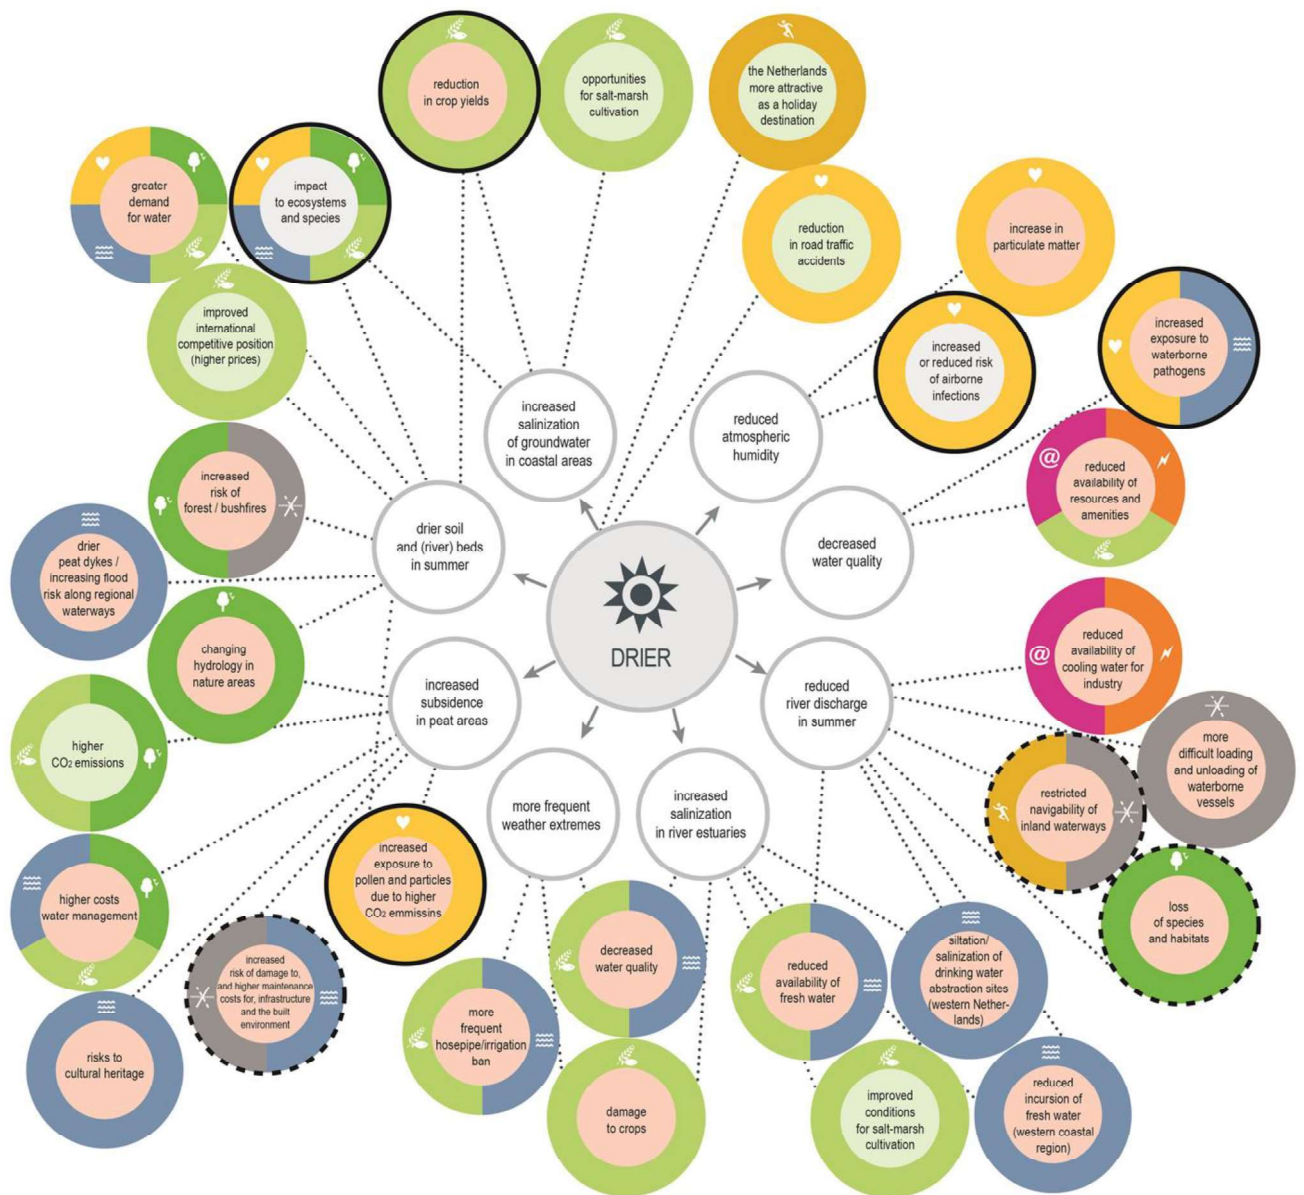 reduction
in crop yields
opportunities
for salt-marsh
cultivation
the Netherlands
more attractive
as a holiday
destination
greater
demand
for water
impact
to ecosystems
and species
reduction
in road traffic
accidents
increase in
particulate matter
improved
international
competitive position
(higher prices)
increased
or reduced risk
of airborne
infections
increased
exposure to
waterborne
pathogens
increased
salinization
of groundwater
in coastal areas
reduced
atmospheric
humidity
@
reduced
availability of
resources and
amenities
increased
risk of
forest / bushfires
drier soil
and (river) beds
in summer
decreased
water quality
drier
peat dykes /
increasing flood
risk along regional
waterways
DRIER
changing
hydrology in
nature areas
@
reduced
availability of
cooling water for
industry
increased
subsidence
in peat areas
reduced
river discharge
in summer
higher
CO2 emissions
more
difficult loading
and unloading of
waterborne
vessels
more frequent
weather extremes
increased
salinization
in river estuaries
restricted
navigability of
inland waterways
increased
exposure to
pollen and particles
due to higher
CO2 emmissins
higher costs
water management
loss
of species
and habitats
decreased
water quality
reduced
availability of
fresh water
siltation/
salinization of
drinking water
abstraction sites
(western Nether-
lands)
increased
risk of damage to,
and higher maintenance
costs for, infrastructure
and the built
environment
more
frequent
hosepipe/irrigation
ban
risks to
cultural heritage
damage
to crops
improved
conditions
for salt-marsh
cultivation
reduced
incursion of
fresh water
(western coastal
region)